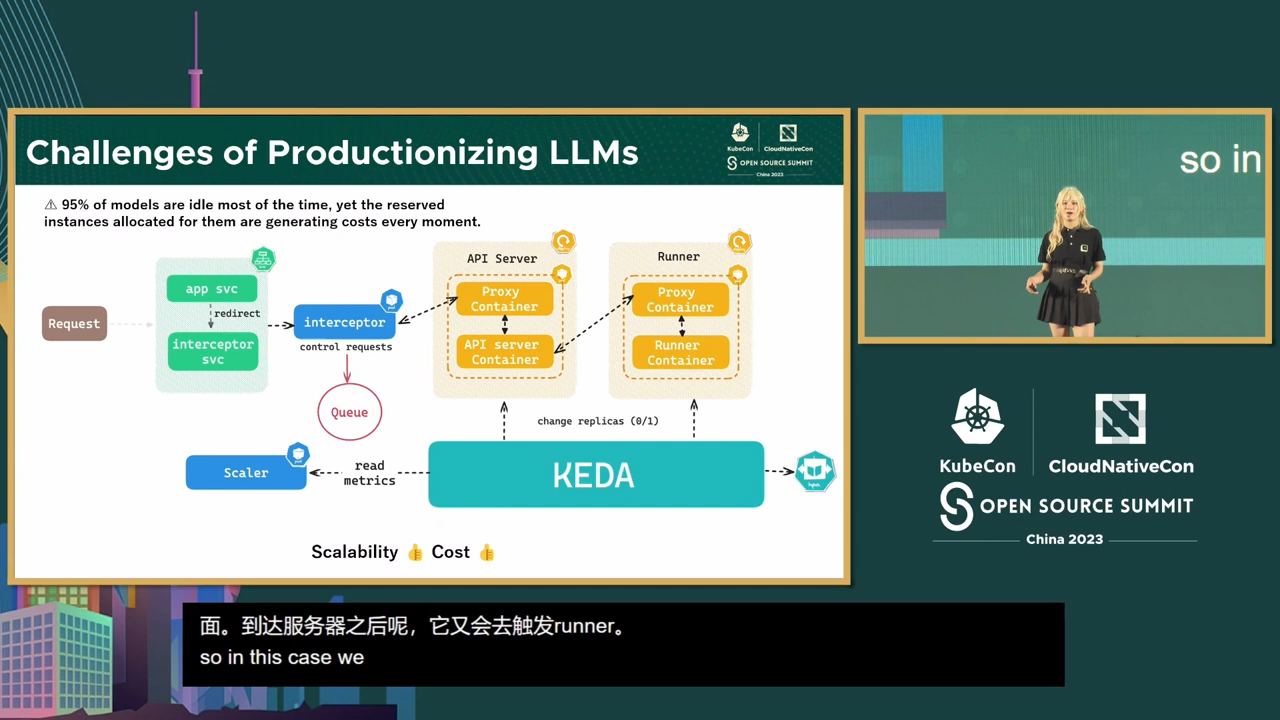 Challenges of Productionizing LLMs
KubeCon
CloudNativeCon
OPEN SOURCE SUMMIT
China 2023
⚠ 95% of models are idle most of the time, yet the reserved
instances allocated for them are generating costs every moment.
Request
app svc
redirect
interceptor
svc
interceptor
control requests
Queue
API Server
Proxy
Container
API server
Container
Runner
Proxy
Container
Runner
Container
change replicas (0/1)
Scaler
read
metrics
KEDA
Scalability 👍 Cost 👍
so in
KubeCon
CloudNativeCon
OPEN SOURCE SUMMIT
China 2023
面。到达服务器之后呢，它又会去触发runner。
so in this case we